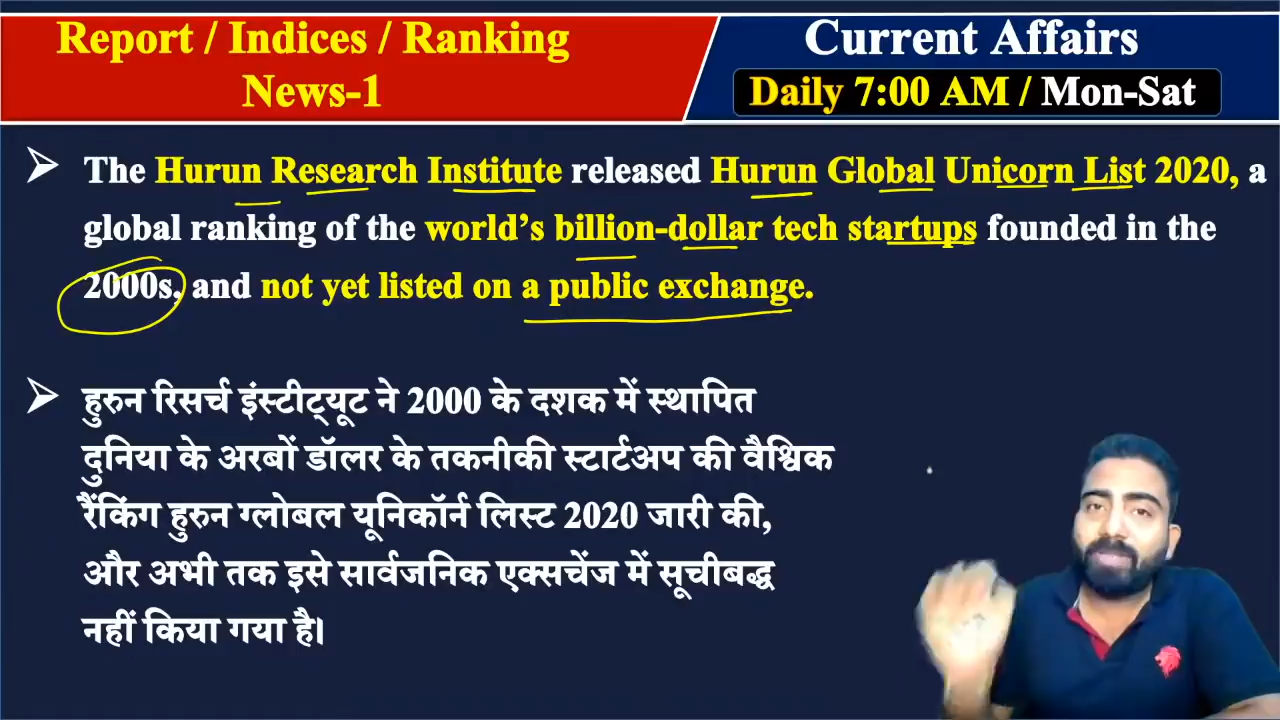 Report / Indices / Ranking
News-1
Current Affairs
Daily 7:00 AM / Mon-Sat
The Hurun Research Institute released Hurun Global Unicorn List 2020, a
global ranking of the world’s billion-dollar tech startups founded in the
2000s, and not yet listed on a public exchange.
हुरुन रिसर्च इंस्टीट्यूट ने 2000 के दशक में स्थापित
दुनिया के अरबों डॉलर के तकनीकी स्टार्टअप की वैश्विक
रैंकिंग हुरुन ग्लोबल यूनिकॉर्न लिस्ट 2020 जारी की,
और अभी तक इसे सार्वजनिक एक्सचेंज में सूचीबद्ध
नहीं किया गया है।